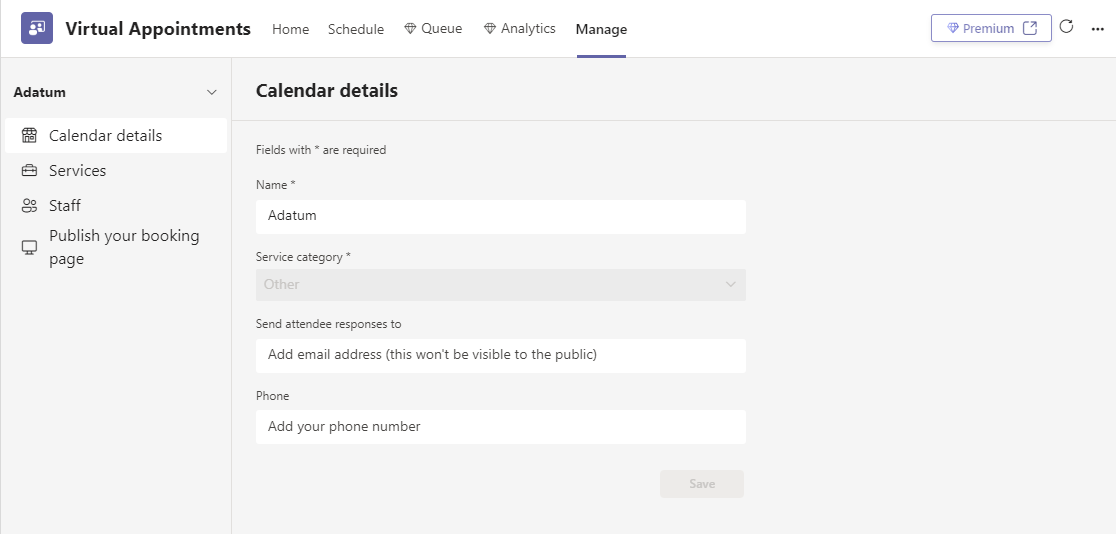 Virtual Appointments Home Schedule Queue Analytics Manage Premium
Adatum
Calendar details
Services
Staff
Publish your booking
page
Calendar details
Fields with * are required
Name *
Adatum
Service category *
Other
Send attendee responses to
Add email address (this won't be visible to the public)
Phone
Add your phone number
Save